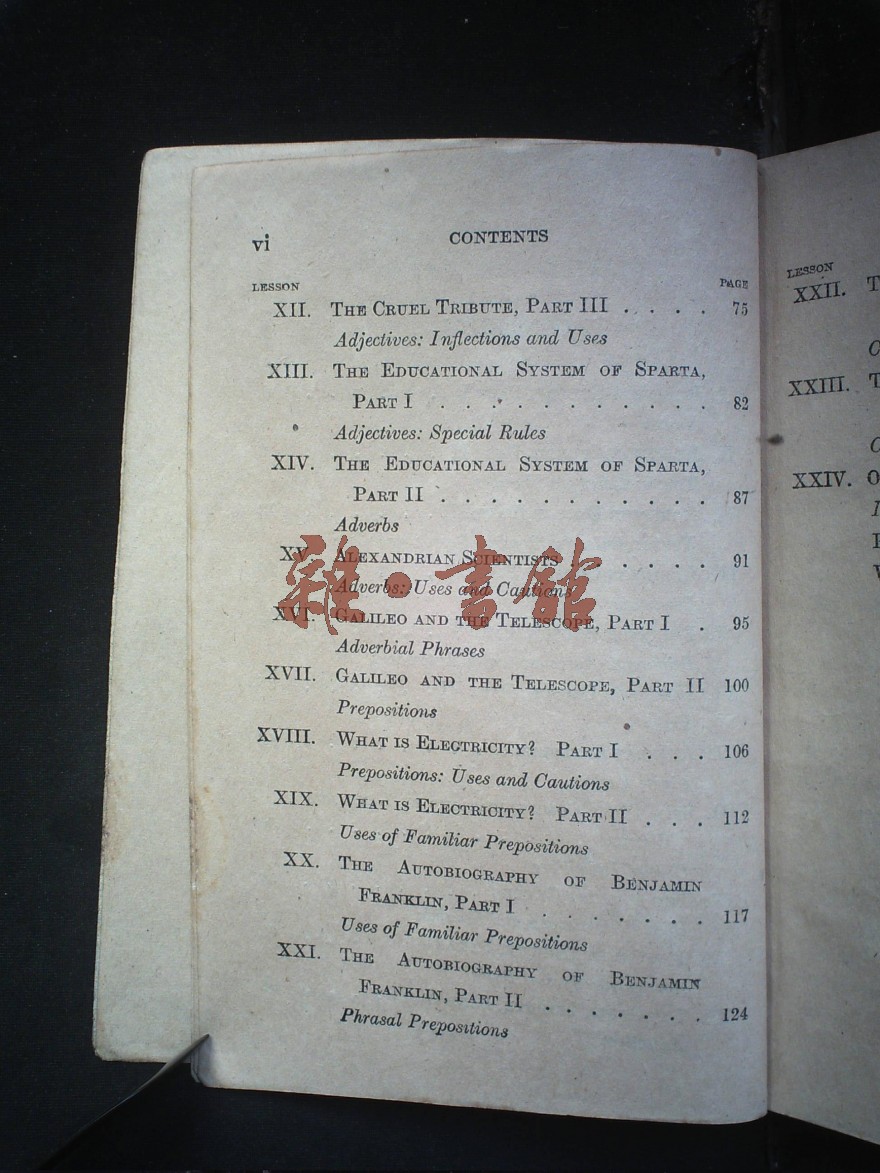 vi CONTENTS
LESSON PAGE
XII. THE CRUEL TRIBUTE, PART III . . . . 75
Adjectives: Inflections and Uses
XIII. THE EDUCATIONAL SYSTEM OF SPARTA,
PART I . . . . . . . . . . . 82
Adjectives: Special Rules
XIV. THE EDUCATIONAL SYSTEM OF SPARTA,
PART II . . . . . . . . . . . 87
Adverbs
XV. ALEXANDRIAN SCIENTISTS . . . . . 91
Adverbs: Uses and Cautions
XVI. GALILEO AND THE TELESCOPE, PART I . 95
Adverbial Phrases
XVII. GALILEO AND THE TELESCOPE, PART II 100
Prepositions
XVIII. WHAT IS ELECTRICITY? PART I . . . 106
Prepositions: Uses and Cautions
XIX. WHAT IS ELECTRICITY? PART II . . . 112
Uses of Familiar Prepositions
XX. THE AUTOBIOGRAPHY OF BENJAMIN
FRANKLIN, PART I . . . . . . . 117
Uses of Familiar Prepositions
XXI. THE AUTOBIOGRAPHY OF BENJAMIN
FRANKLIN, PART II . . . . . . . 124
Phrasal Prepositions
雜·書館
LESSON
XXII.
XXIII.
XXIV.